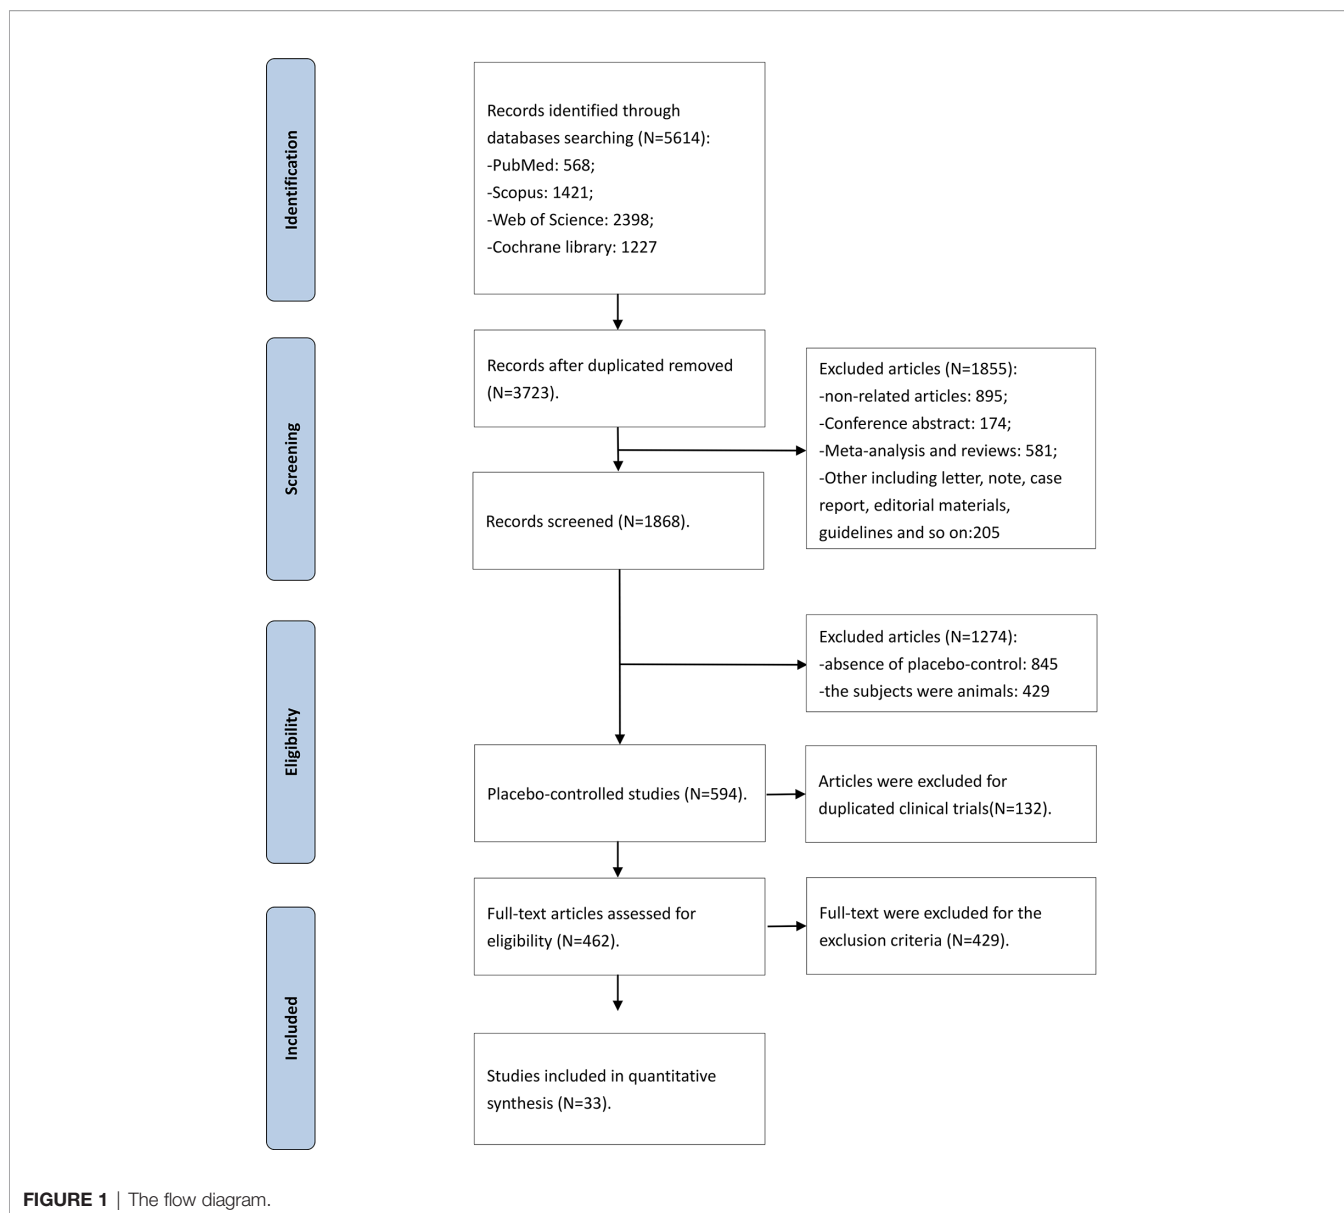 Identification
Records identified through
databases searching (N=5614):
-PubMed: 568;
-Scopus: 1421;
-Web of Science: 2398;
-Cochrane library: 1227
Screening
Records after duplicated removed
(N=3723).
Excluded articles (N=1855):
-non-related articles: 895;
-Conference abstract: 174;
-Meta-analysis and reviews: 581;
-Other including letter, note, case
report, editorial materials,
guidelines and so on:205
Records screened (N=1868).
Eligibility
Excluded articles (N=1274):
-absence of placebo-control: 845
-the subjects were animals: 429
Placebo-controlled studies (N=594).
Articles were excluded for
duplicated clinical trials(N=132).
Full-text articles assessed for
eligibility (N=462).
Full-text were excluded for the
exclusion criteria (N=429).
Included
Studies included in quantitative
synthesis (N=33).
FIGURE 1 | The flow diagram.